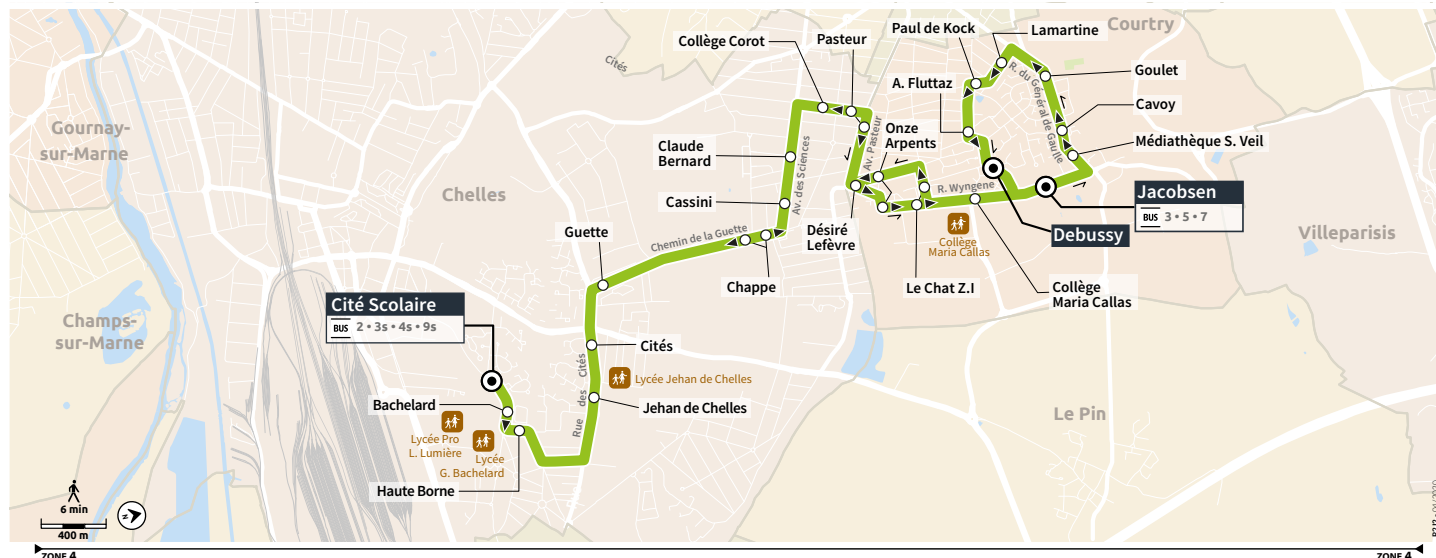 Courtry
Paul de Kock
Lamartine
Collège Corot
Pasteur
Cités
R. du Général de Gaulle
Goulet
A. Fluttaz
Cavoy
Gournay-
sur-Marne
Onze
Arpents
Av. Pasteur
Médiathèque S. Veil
Claude
Bernard
Av. des Sciences
Chelles
R. Wyngene
Jacobsen
BUS 3 • 5 • 7
Cassini
Guette
Chemin de la Guette
Désiré
Lefèvre
Collège
Maria Callas
Debussy
Villeparisis
Chappe
Le Chat Z.I
Collège
Maria Callas
Cité Scolaire
BUS 2 • 3s • 4s • 9s
Champs-
sur-Marne
Cités
Rue des Cités
Lycée Jehan de Chelles
Bachelard
Jehan de Chelles
Le Pin
Lycée Pro
L. Lumière
Lycée
G. Bachelard
Haute Borne
6 min
N
400 m
ZONE 4
ZONE 4